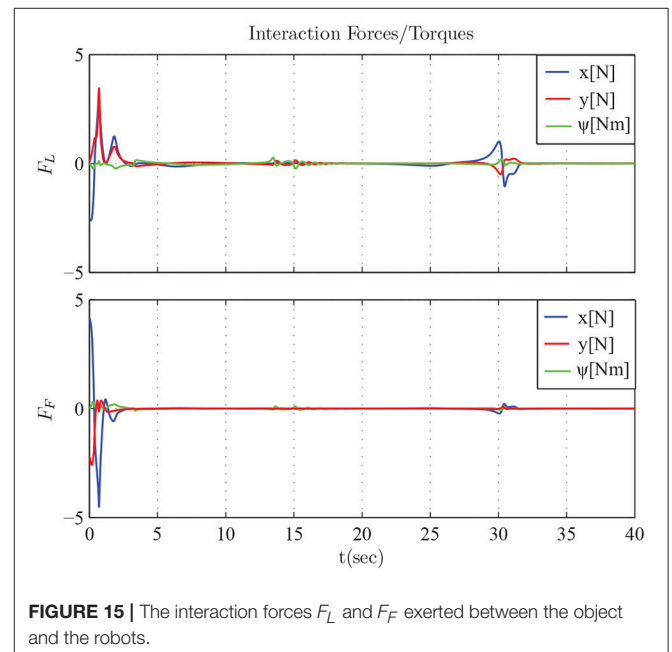 Interaction Forces/Torques
5
0
−5
F_L
x[N]
y[N]
ψ[Nm]
5
0
−5
F_F
x[N]
y[N]
ψ[Nm]
0 5 10 15 20 25 30 35 40
t(sec)
FIGURE 15 | The interaction forces F_L and F_F exerted between the object
and the robots.